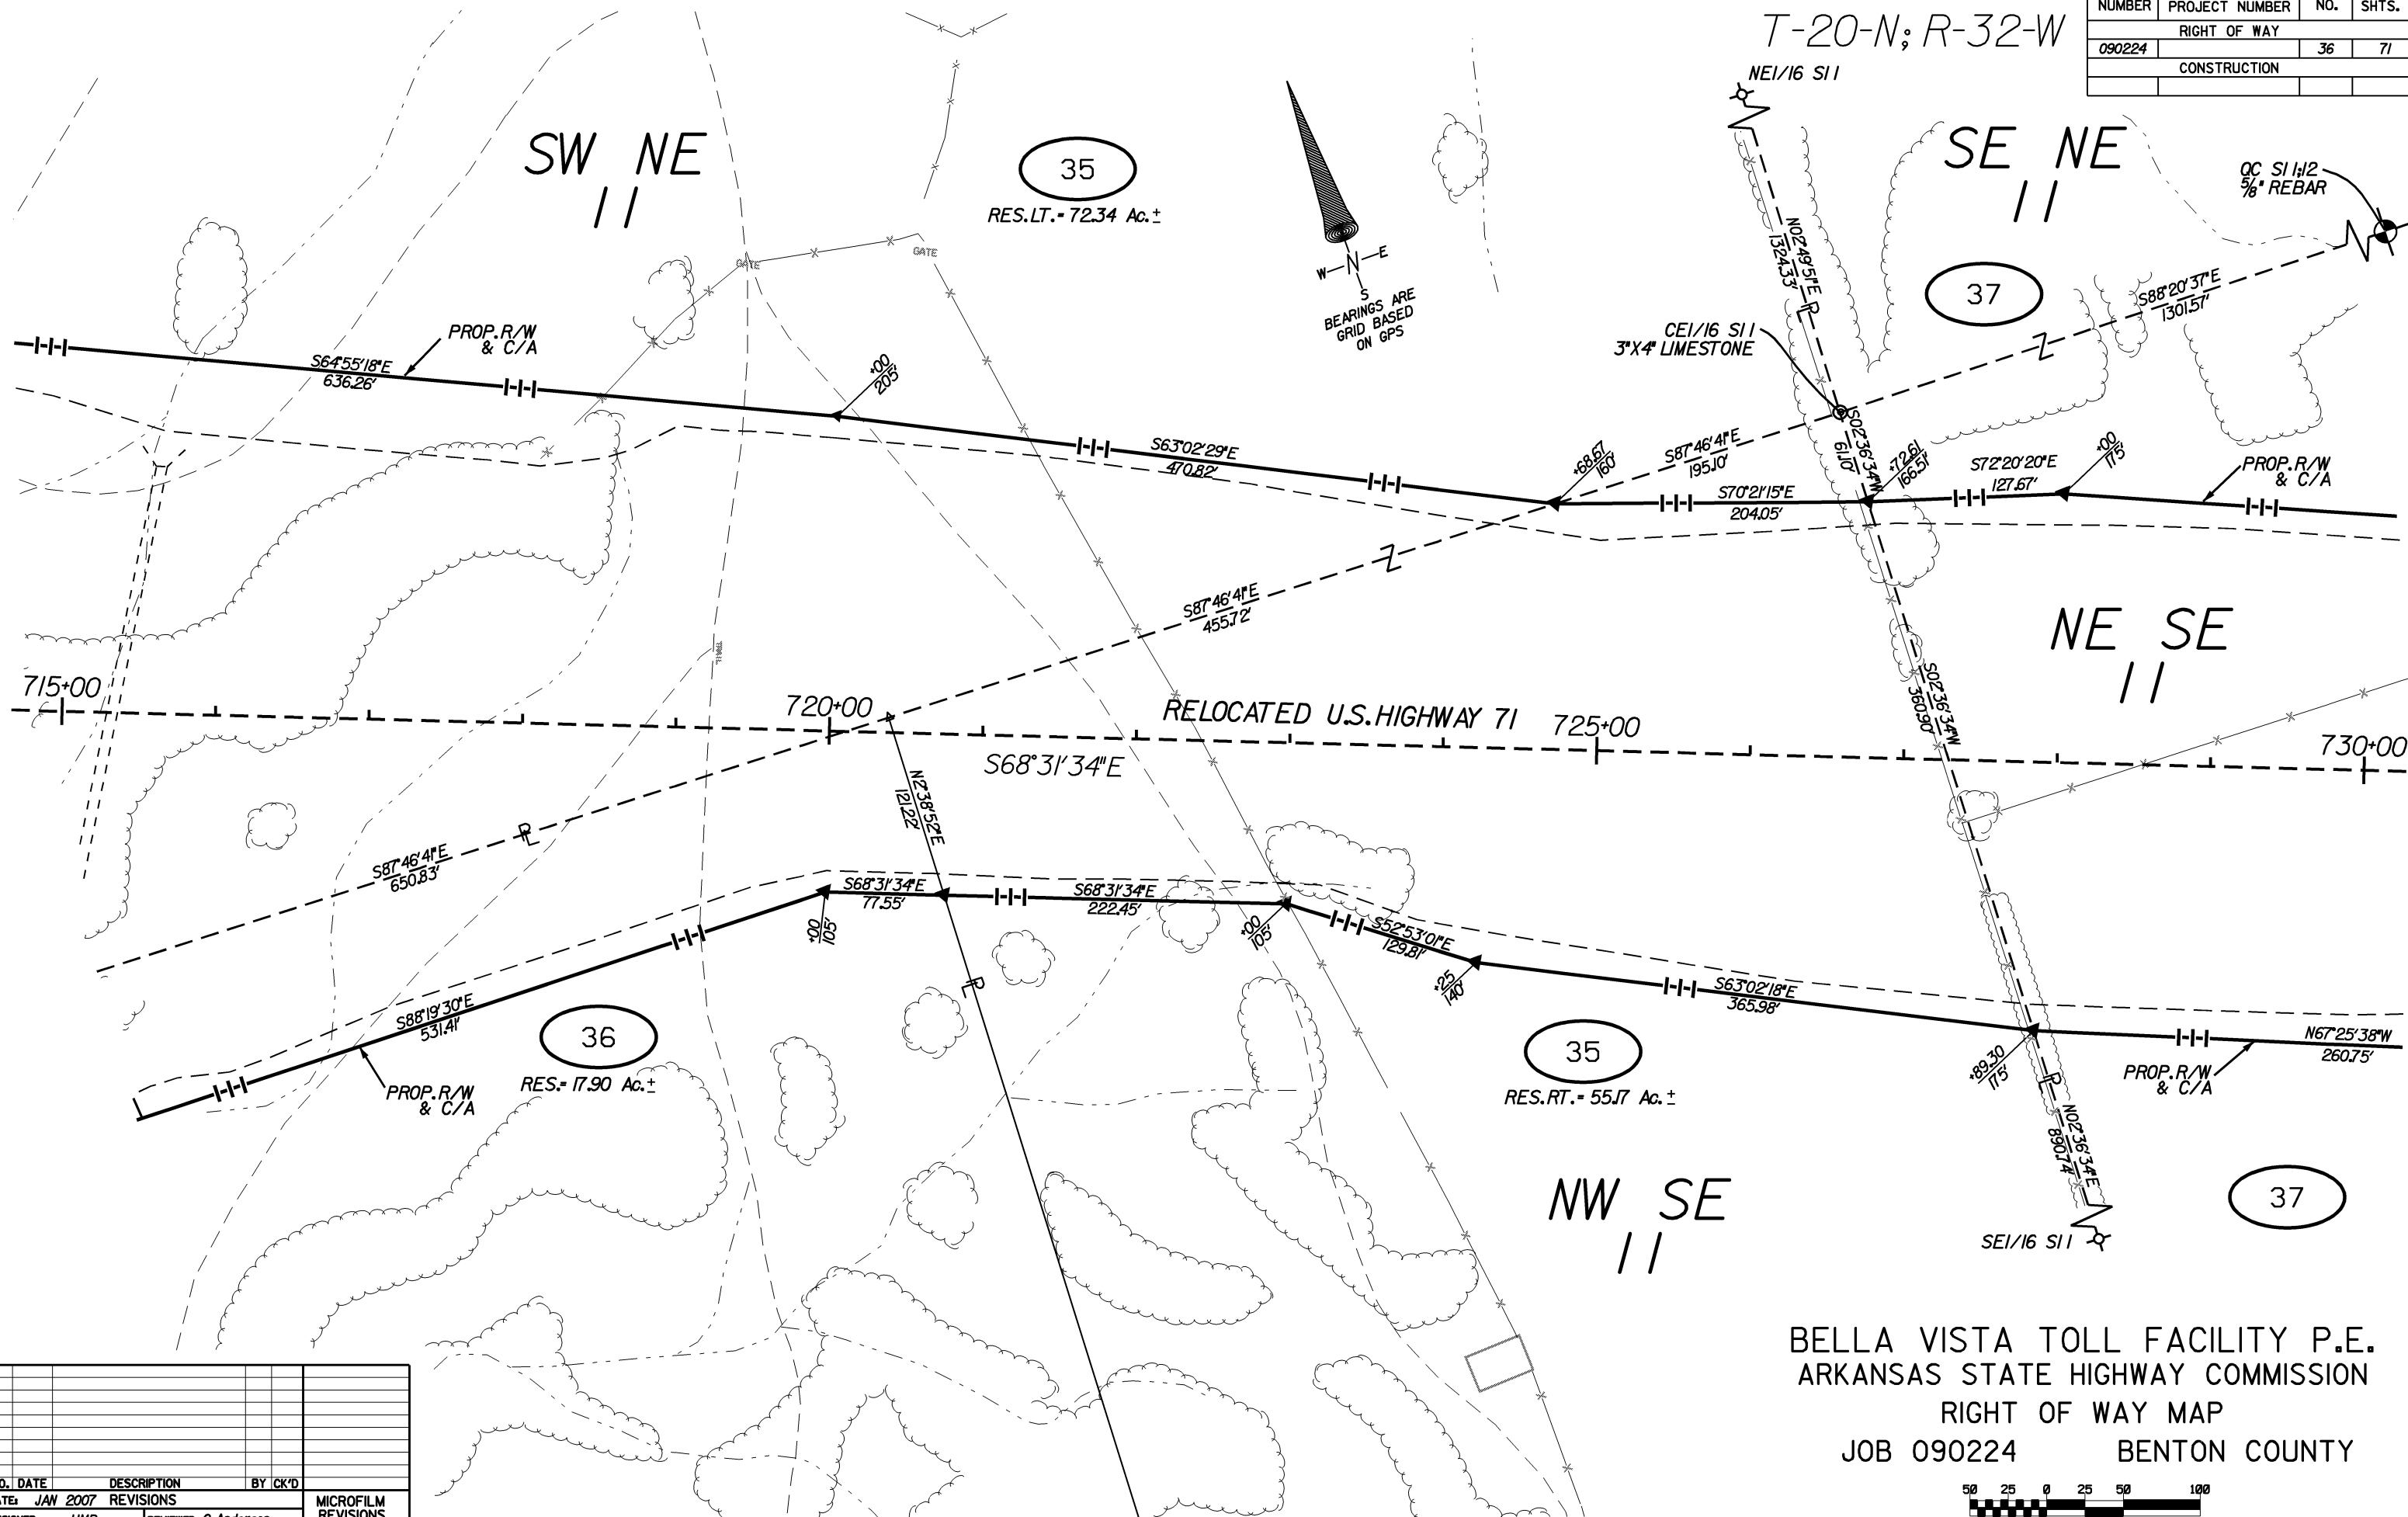 T-20-N; R-32-W
NUMBER PROJECT NUMBER NO. SHTS.
RIGHT OF WAY
090224 36 71
CONSTRUCTION
NE1/16 S11
SW NE
11
35
RES.LT.= 72.34 Ac.±
SE NE
11
QC S11;12
5/8" REBAR
37
N
W E
S
BEARINGS ARE
GRID BASED
ON GPS
N02°49'51"E
1324.33'
PL
S88°20'37"E
1301.57'
GATE
GATE
CE1/16 S11
3"X4" LIMESTONE
PROP.R/W
& C/A
S64°55'18"E
636.26'
+00
205'
S63°02'29"E
470.82'
+68.67
160'
S87°46'41"E
195.10'
S02°36'34"W
61.10'
+72.61
166.51'
S70°21'15"E
204.05'
S72°20'20"E
127.67'
+00
175'
PROP.R/W
& C/A
S87°46'41"E
455.72'
NE SE
11
S02°36'34"W
360.90'
TRAIL
715+00
720+00
RELOCATED U.S.HIGHWAY 71
725+00
730+00
S68°31'34"E
N2°38'52"E
121.22'
PL
S87°46'41"E
650.83'
S68°31'34"E
77.55'
S68°31'34"E
222.45'
+00
105'
+00
105'
S52°53'01"E
129.81'
+25
140'
S63°02'18"E
365.98'
PL
S88°19'30"E
531.41'
PROP.R/W
& C/A
36
RES.= 17.90 Ac.±
35
RES.RT.= 55.17 Ac.±
+89.30
175'
PL
N67°25'38"W
260.75'
PROP.R/W
& C/A
N02°36'34"E
890.74'
NW SE
11
37
SE1/16 S11
BELLA VISTA TOLL FACILITY P.E.
ARKANSAS STATE HIGHWAY COMMISSION
RIGHT OF WAY MAP
JOB 090224 BENTON COUNTY
50 25 0 25 50 100
DATE DESCRIPTION BY CK'D
JAN 2007 REVISIONS
MICROFILM
REVISIONS